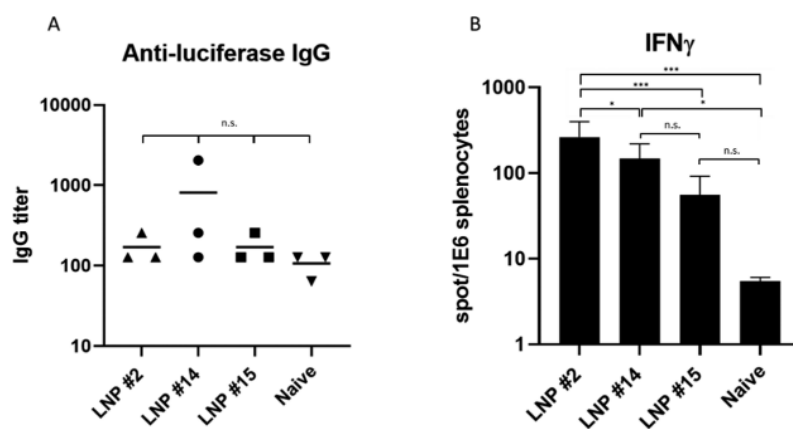 A
Anti-luciferase IgG
IgG titer
10000
1000
100
10
n.s.
LNP #2
LNP #14
LNP #15
Naive
B
IFNγ
spot/1E6 splenocytes
1000
100
10
1
***
***
* *
n.s.
n.s.
LNP #2
LNP #14
LNP #15
Naive